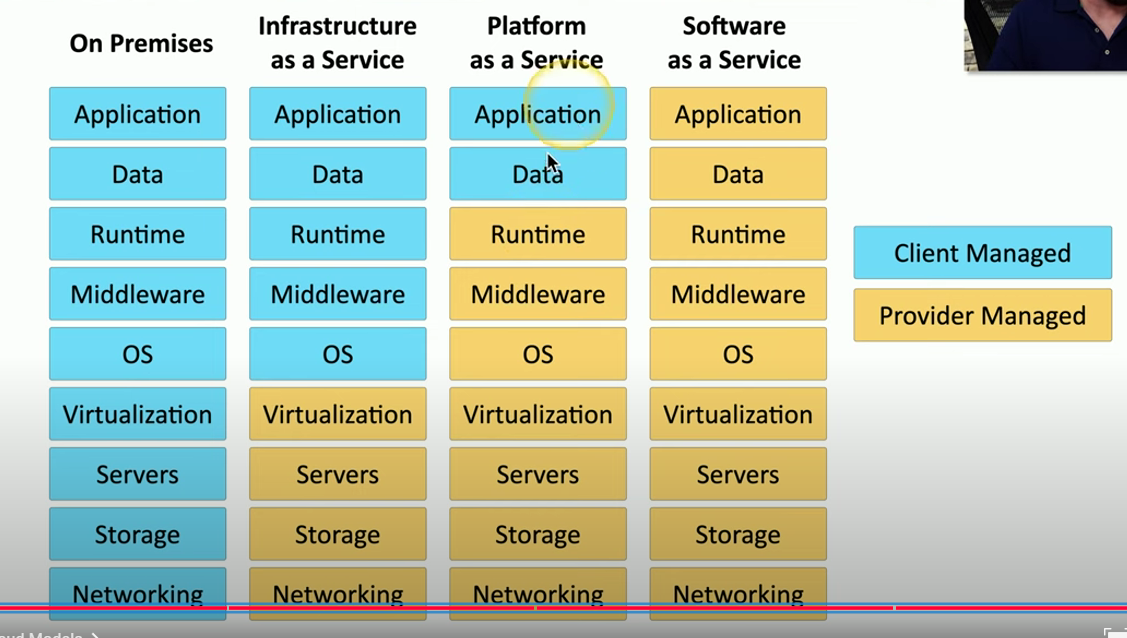 On Premises
Infrastructure
as a Service
Platform
as a Service
Software
as a Service
Application
Application
Application
Application
Data
Data
Data
Data
Runtime
Runtime
Runtime
Runtime
Client Managed
Middleware
Middleware
Middleware
Middleware
Provider Managed
OS
OS
OS
OS
Virtualization
Virtualization
Virtualization
Virtualization
Servers
Servers
Servers
Servers
Storage
Storage
Storage
Storage
Networking
Networking
Networking
Networking